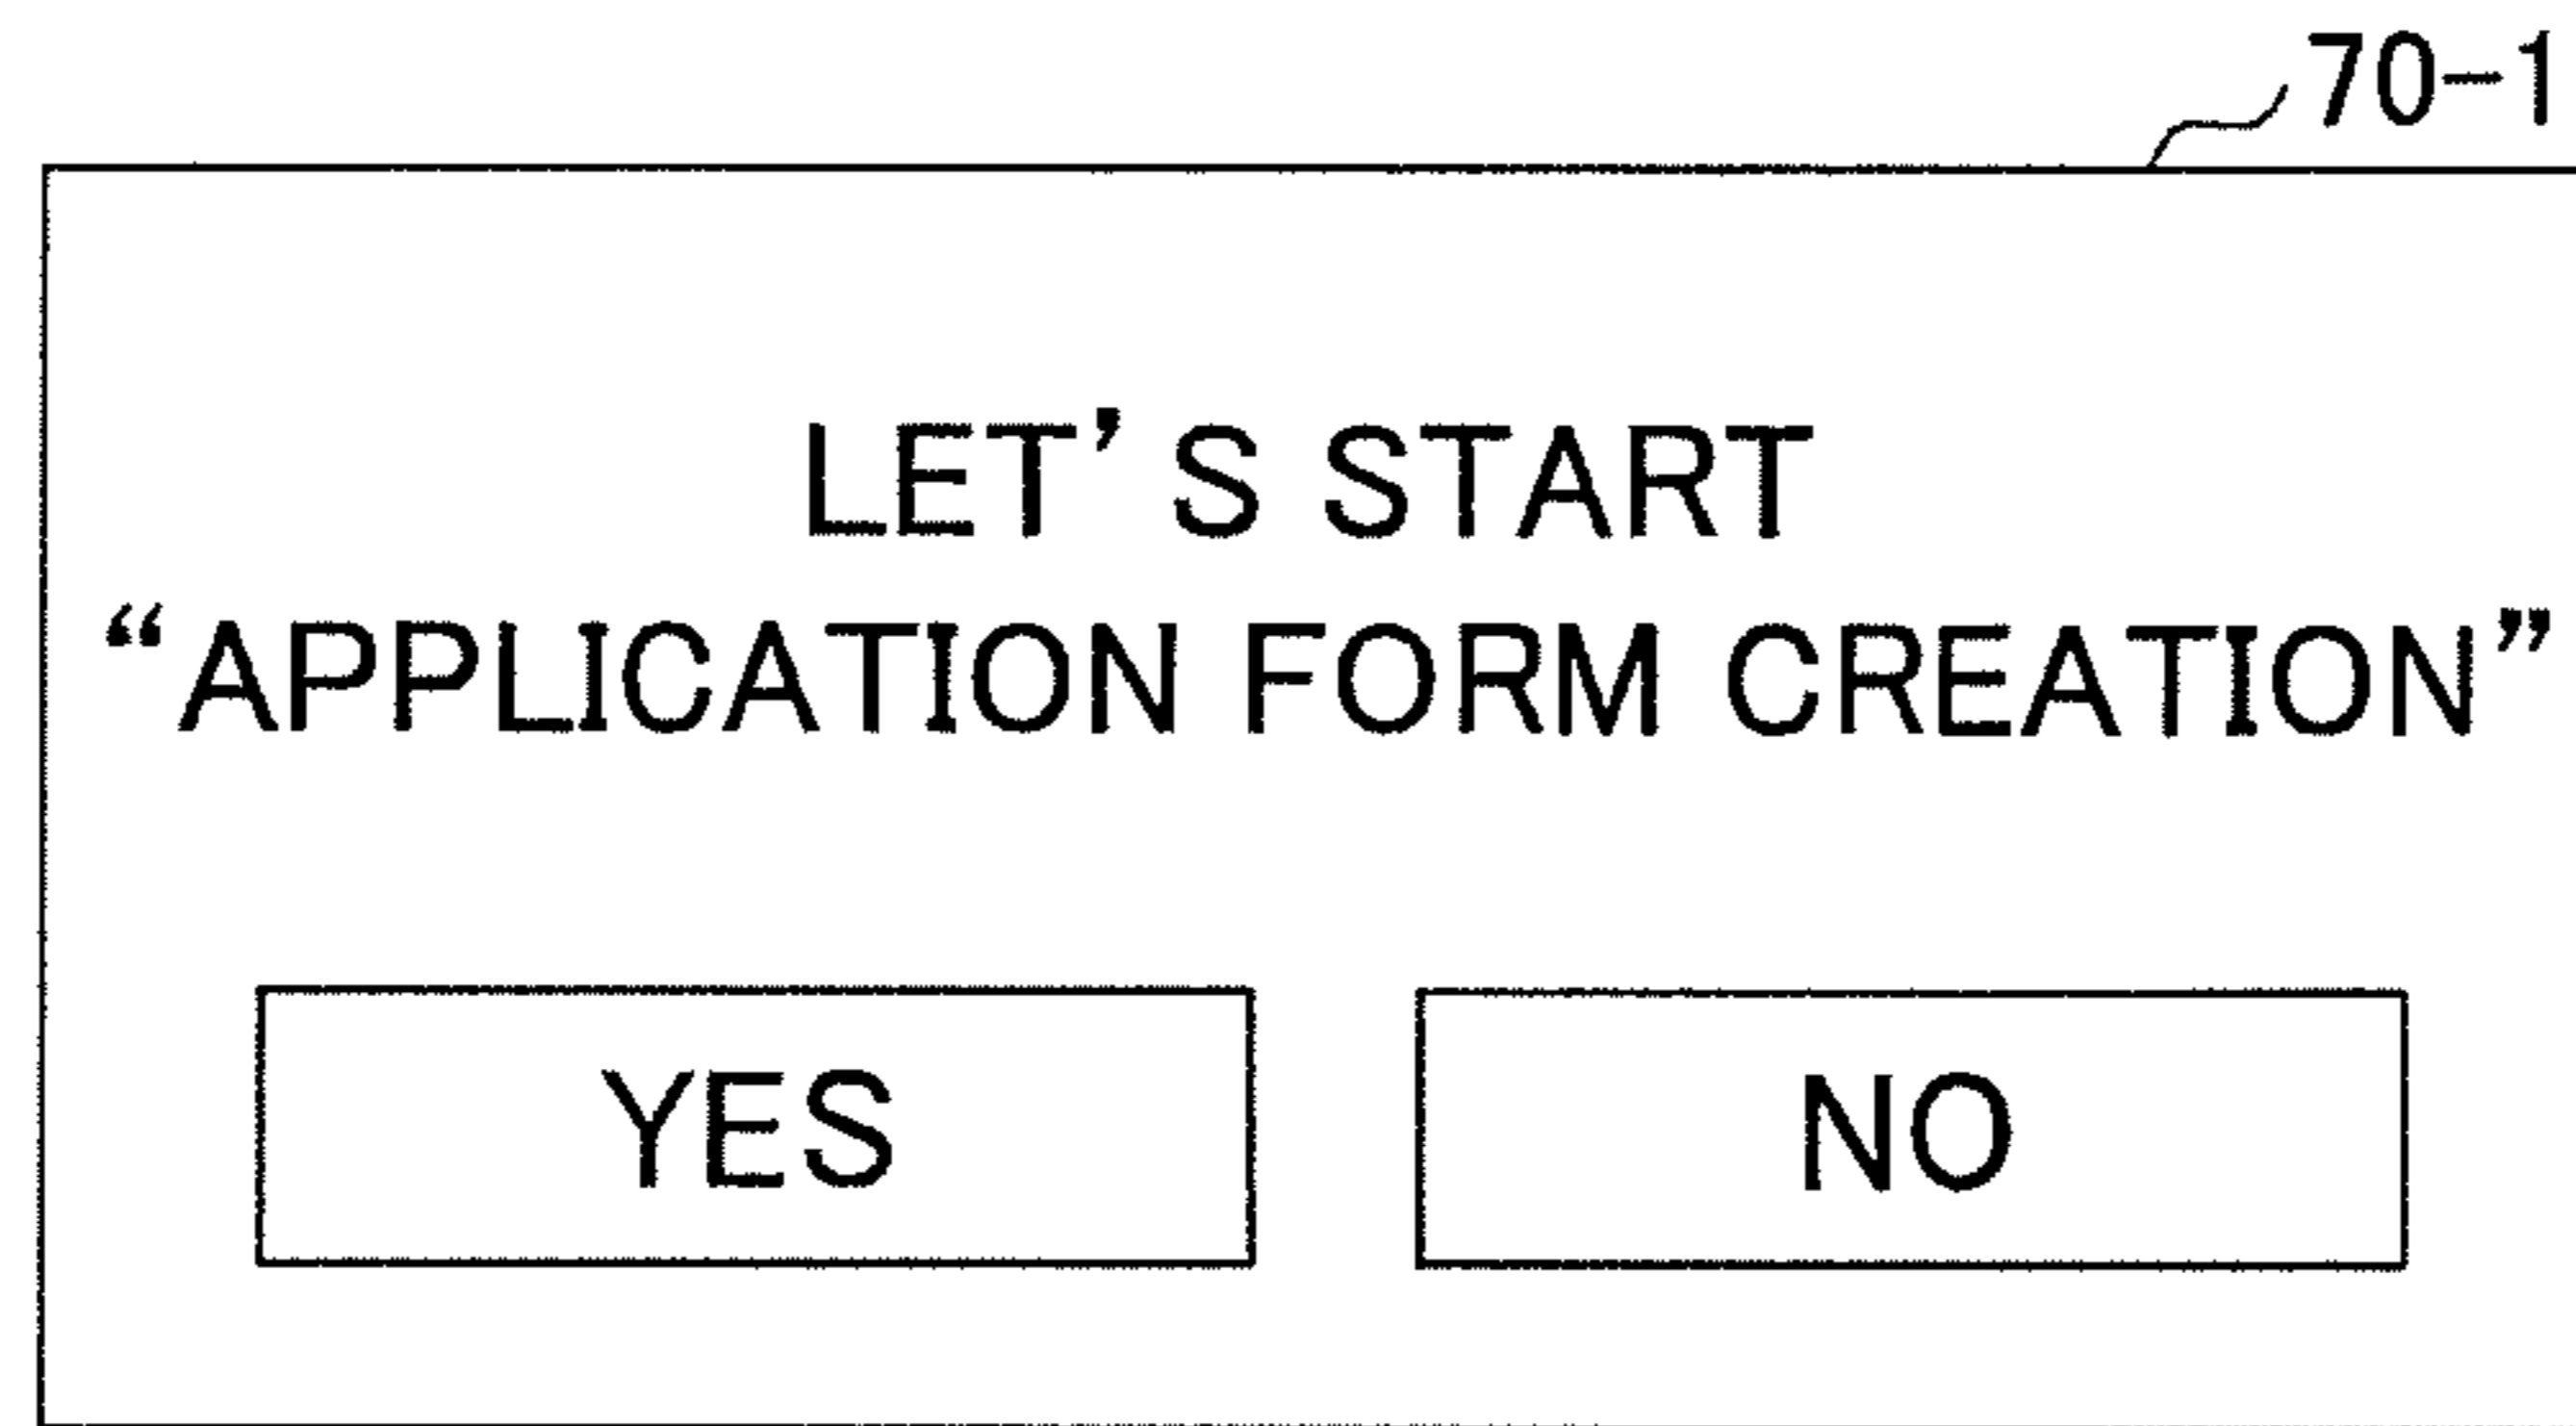 70-1
LET'S START
“APPLICATION FORM CREATION”
YES
NO